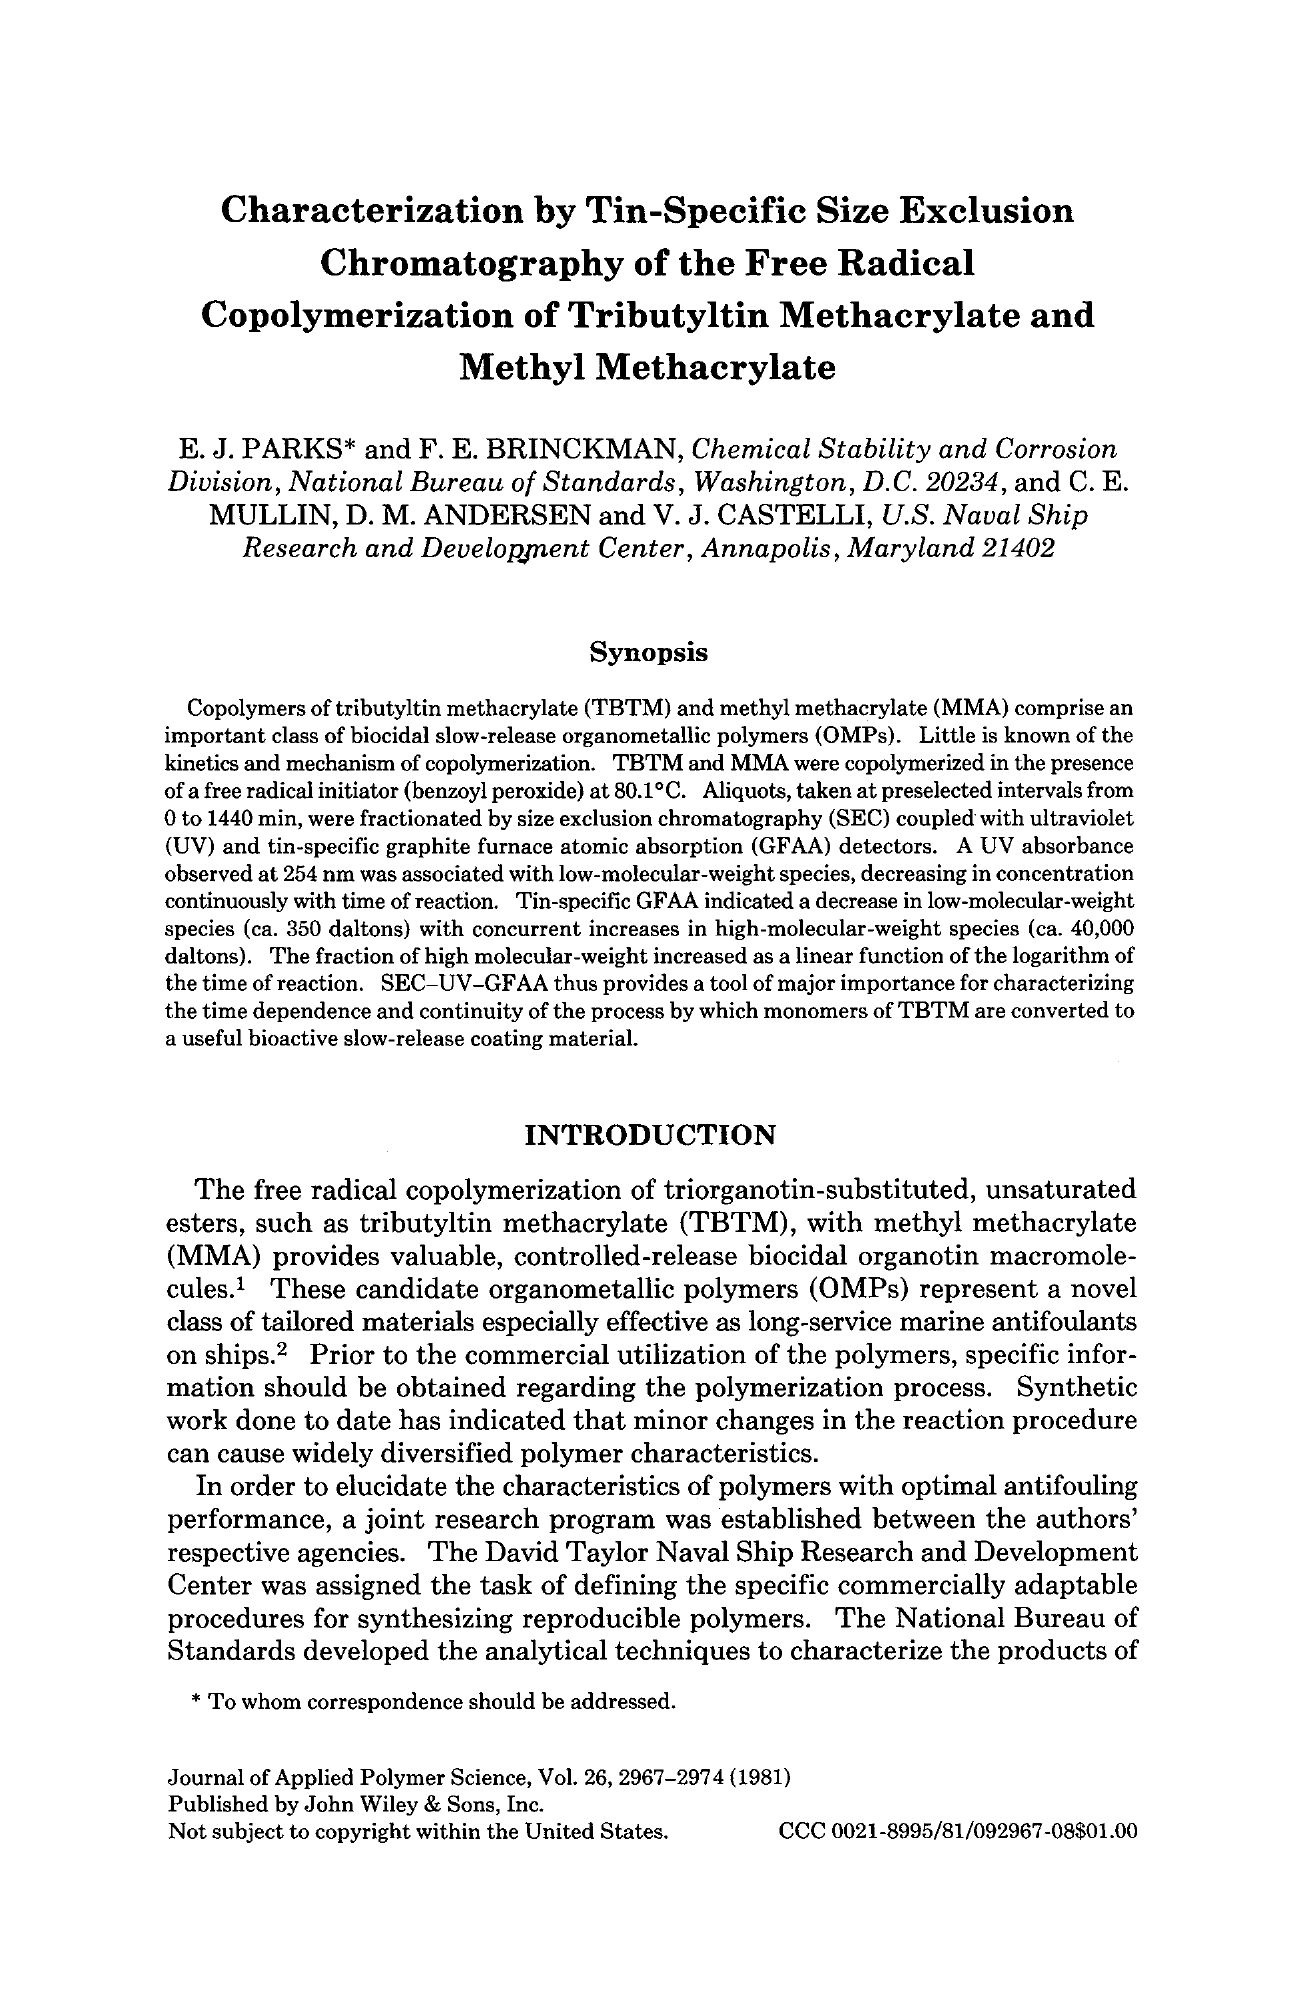 Characterization by Tin-Specific Size Exclusion
Chromatography of the Free Radical
Copolymerization of Tributyltin Methacrylate and
Methyl Methacrylate
E. J. PARKS* and F. E. BRINCKMAN, Chemical Stability and Corrosion
Division, National Bureau of Standards, Washington, D.C. 20234, and C. E.
MULLIN, D. M. ANDERSEN and V. J. CASTELLI, U.S. Naval Ship
Research and Development Center, Annapolis, Maryland 21402
Synopsis
Copolymers of tributyltin methacrylate (TBTM) and methyl methacrylate (MMA) comprise an
important class of biocidal slow-release organometallic polymers (OMPs). Little is known of the
kinetics and mechanism of copolymerization. TBTM and MMA were copolymerized in the presence
of a free radical initiator (benzoyl peroxide) at 80.1°C. Aliquots, taken at preselected intervals from
0 to 1440 min, were fractionated by size exclusion chromatography (SEC) coupled with ultraviolet
(UV) and tin-specific graphite furnace atomic absorption (GFAA) detectors. A UV absorbance
observed at 254 nm was associated with low-molecular-weight species, decreasing in concentration
continuously with time of reaction. Tin-specific GFAA indicated a decrease in low-molecular-weight
species (ca. 350 daltons) with concurrent increases in high-molecular-weight species (ca. 40,000
daltons). The fraction of high molecular-weight increased as a linear function of the logarithm of
the time of reaction. SEC–UV–GFAA thus provides a tool of major importance for characterizing
the time dependence and continuity of the process by which monomers of TBTM are converted to
a useful bioactive slow-release coating material.
INTRODUCTION
The free radical copolymerization of triorganotin-substituted, unsaturated
esters, such as tributyltin methacrylate (TBTM), with methyl methacrylate
(MMA) provides valuable, controlled-release biocidal organotin macromole-
cules.1 These candidate organometallic polymers (OMPs) represent a novel
class of tailored materials especially effective as long-service marine antifoulants
on ships.2 Prior to the commercial utilization of the polymers, specific infor-
mation should be obtained regarding the polymerization process. Synthetic
work done to date has indicated that minor changes in the reaction procedure
can cause widely diversified polymer characteristics.
In order to elucidate the characteristics of polymers with optimal antifouling
performance, a joint research program was established between the authors'
respective agencies. The David Taylor Naval Ship Research and Development
Center was assigned the task of defining the specific commercially adaptable
procedures for synthesizing reproducible polymers. The National Bureau of
Standards developed the analytical techniques to characterize the products of
* To whom correspondence should be addressed.
Journal of Applied Polymer Science, Vol. 26, 2967–2974 (1981)
Published by John Wiley & Sons, Inc.
Not subject to copyright within the United States. CCC 0021-8995/81/092967-08$01.00